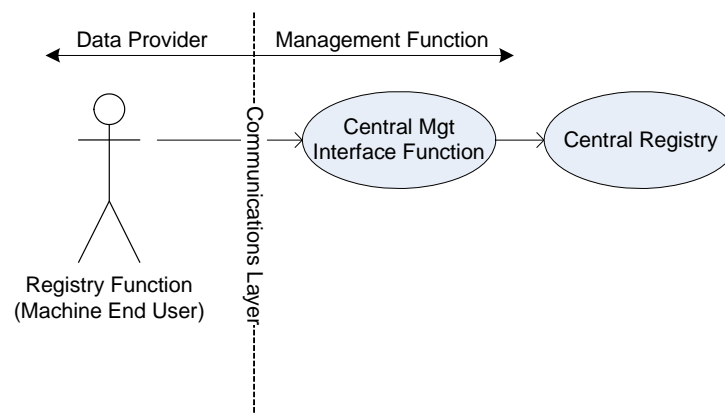 Data Provider
Management Function
Communications Layer
Central Mgt
Interface Function
Central Registry
Registry Function
(Machine End User)